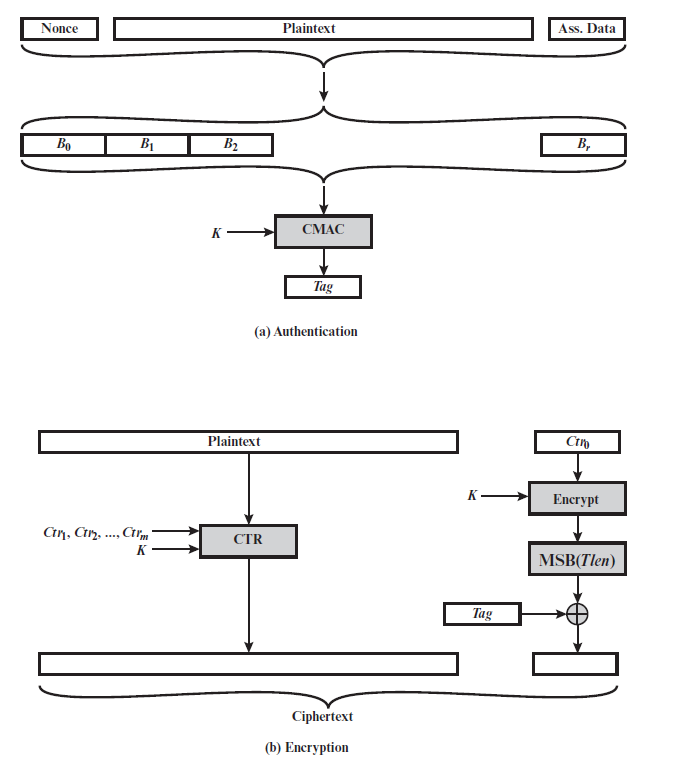 Nonce Plaintext Ass. Data
B0 B1 B2 Br
K CMAC
Tag
(a) Authentication
Plaintext Ctr0
K Encrypt
Ctr1, Ctr2, ..., Ctrm
K CTR
MSB(Tlen)
Tag
Ciphertext
(b) Encryption